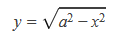 y = √(a² − x²)